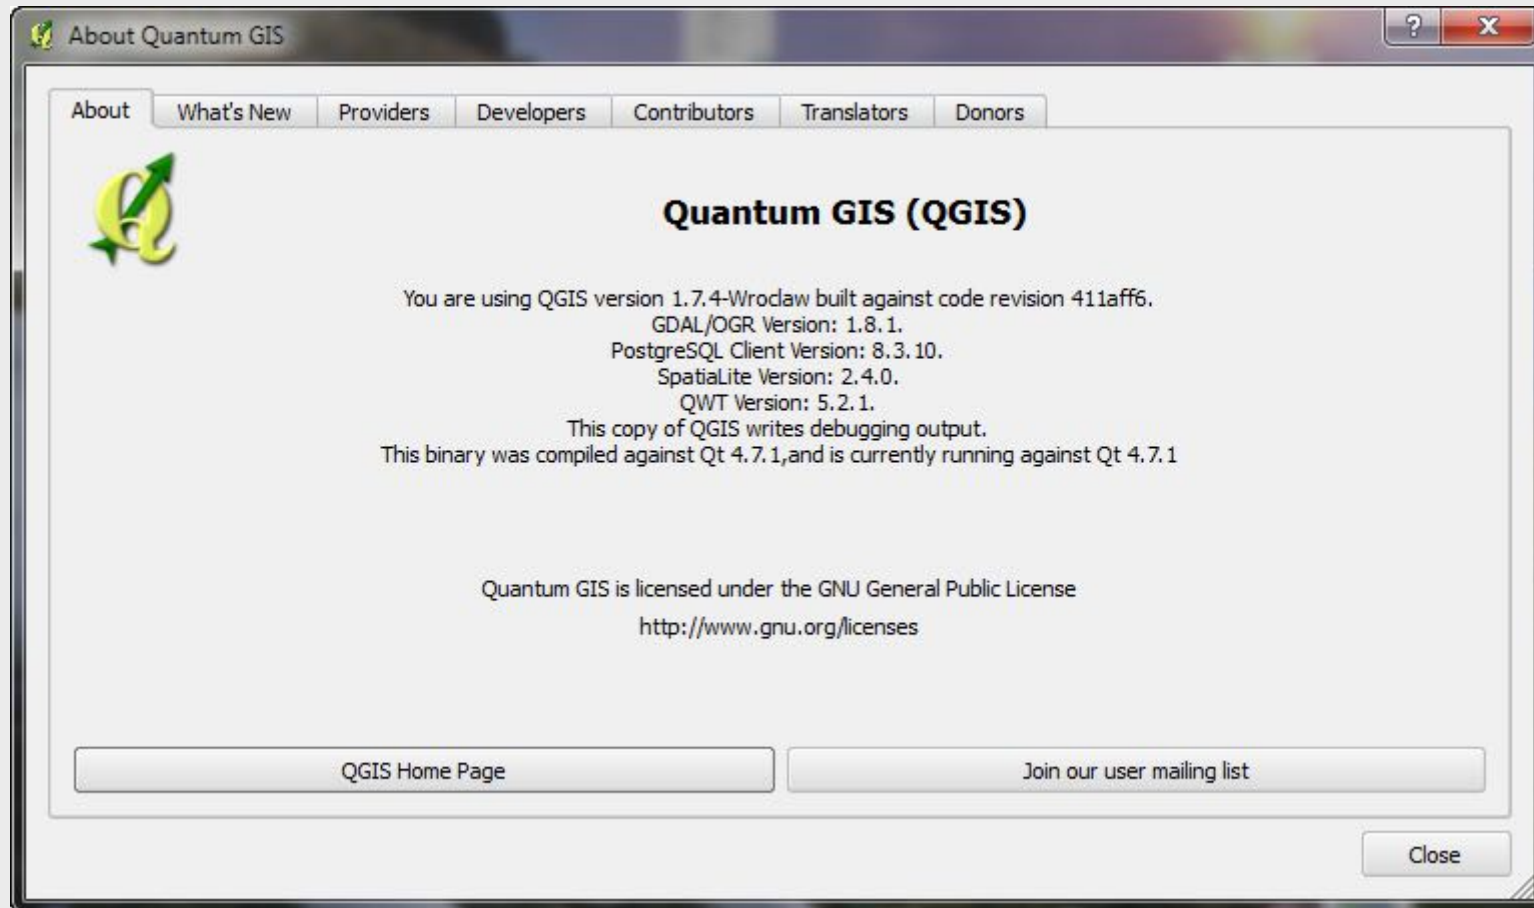 About Quantum GIS
?
X
About
What's New
Providers
Developers
Contributors
Translators
Donors
Q
Quantum GIS (QGIS)
You are using QGIS version 1.7.4-Wroclaw built against code revision 411aff6.
GDAL/OGR Version: 1.8.1.
PostgreSQL Client Version: 8.3.10.
SpatiaLite Version: 2.4.0.
QWT Version: 5.2.1.
This copy of QGIS writes debugging output.
This binary was compiled against Qt 4.7.1,and is currently running against Qt 4.7.1
Quantum GIS is licensed under the GNU General Public License
http://www.gnu.org/licenses
QGIS Home Page
Join our user mailing list
Close